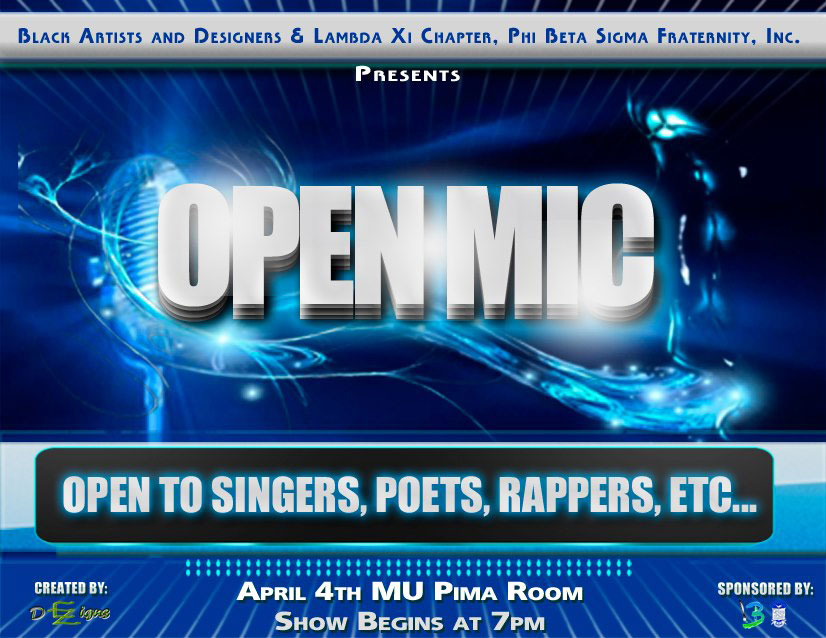 Black Artists and Designers & Lambda Xi Chapter, Phi Beta Sigma Fraternity, Inc.
Presents
OPEN MIC
OPEN TO SINGERS, POETS, RAPPERS, ETC...
CREATED BY:
April 4th MU Pima Room
SPONSORED BY:
Show Begins at 7pm